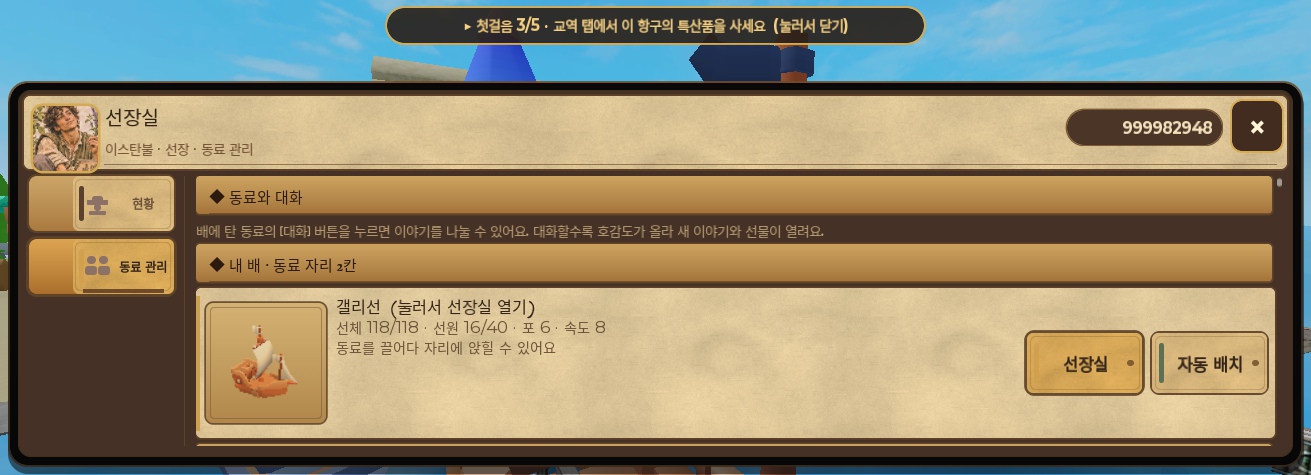 ▸ 첫걸음 3/5 · 교역 탭에서 이 항구의 특산품을 사세요 (눌러서 닫기)
선장실
이스탄불 · 선장 · 동료 관리
999982948
×
현황
동료 관리
◆ 동료와 대화
배에 탄 동료의 [대화] 버튼을 누르면 이야기를 나눌 수 있어요. 대화할수록 호감도가 올라 새 이야기와 선물이 열려요.
◆ 내 배 · 동료 자리 2칸
갤리선 (눌러서 선장실 열기)
선체 118/118 · 선원 16/40 · 포 6 · 속도 8
동료를 끌어다 자리에 앉힐 수 있어요
선장실
자동 배치